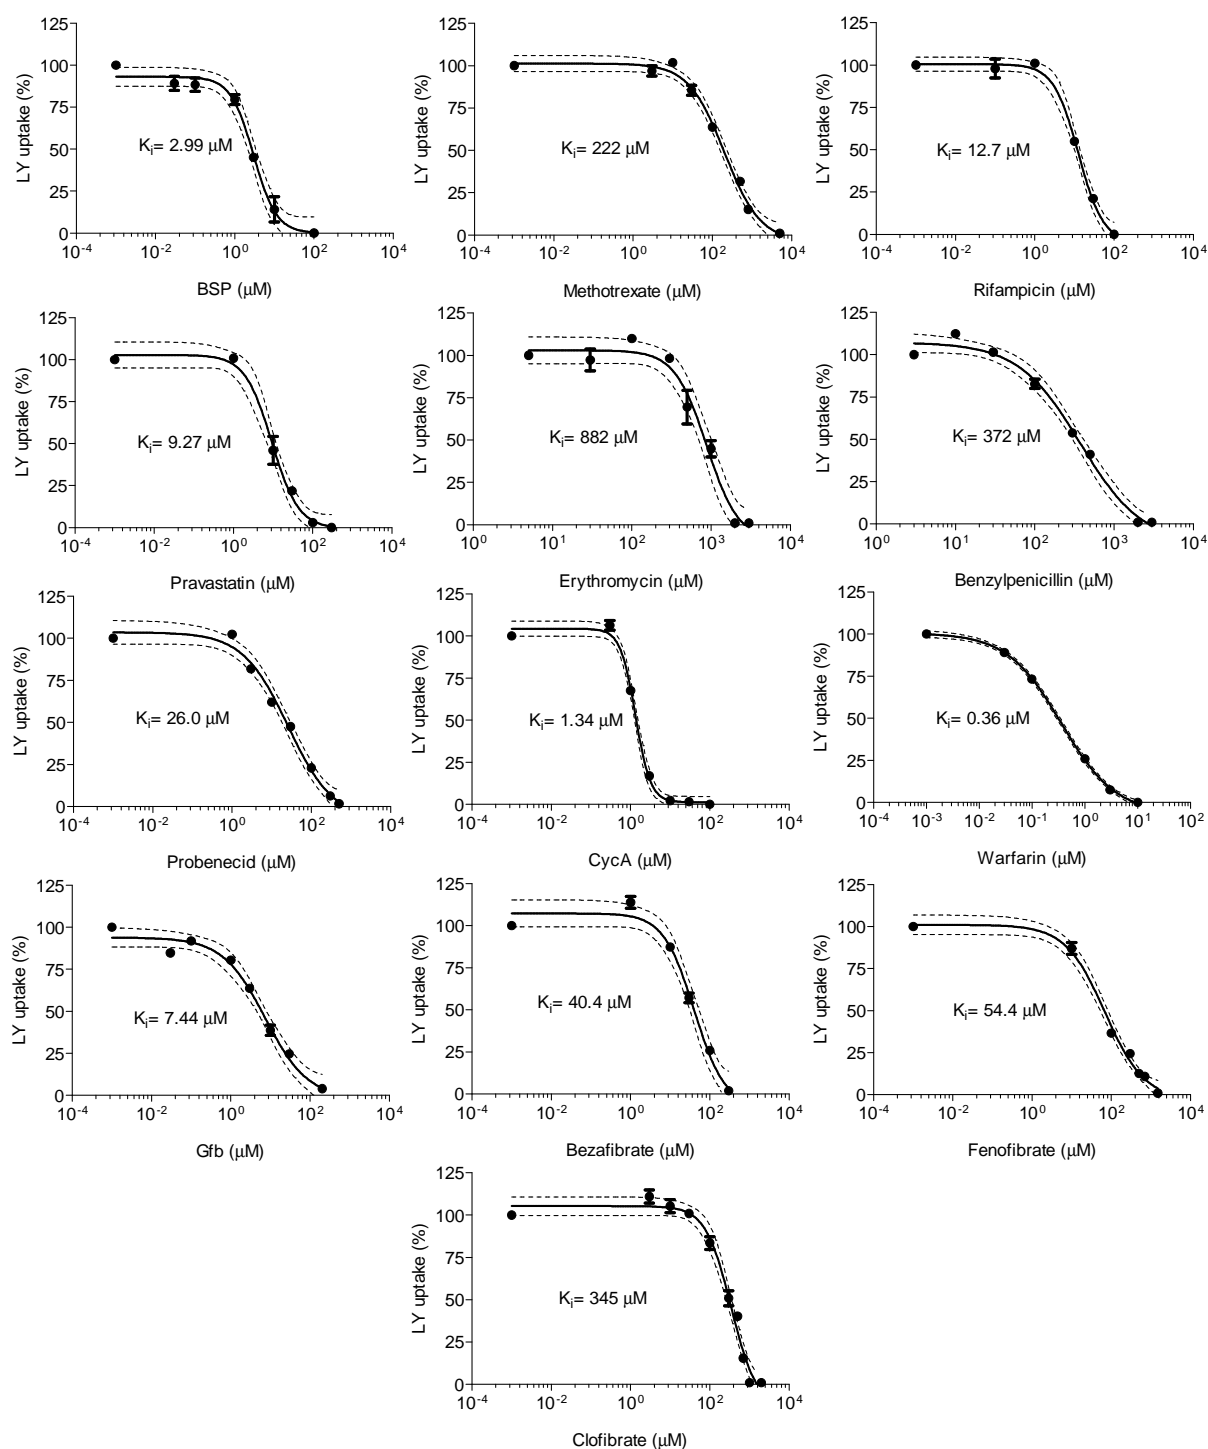 LY uptake (%)
125
100
75
50
25
0
Kᵢ= 2.99 μM
10⁻⁴ 10⁻² 10⁰ 10² 10⁴
BSP (μM)
LY uptake (%)
125
100
75
50
25
0
Kᵢ= 222 μM
10⁻⁴ 10⁻² 10⁰ 10² 10⁴
Methotrexate (μM)
LY uptake (%)
125
100
75
50
25
0
Kᵢ= 12.7 μM
10⁻⁴ 10⁻² 10⁰ 10² 10⁴
Rifampicin (μM)
LY uptake (%)
125
100
75
50
25
0
Kᵢ= 9.27 μM
10⁻⁴ 10⁻² 10⁰ 10² 10⁴
Pravastatin (μM)
LY uptake (%)
125
100
75
50
25
0
Kᵢ= 882 μM
10⁰ 10¹ 10² 10³ 10⁴
Erythromycin (μM)
LY uptake (%)
125
100
75
50
25
0
Kᵢ= 372 μM
10⁰ 10¹ 10² 10³ 10⁴
Benzylpenicillin (μM)
LY uptake (%)
125
100
75
50
25
0
Kᵢ= 26.0 μM
10⁻⁴ 10⁻² 10⁰ 10² 10⁴
Probenecid (μM)
LY uptake (%)
125
100
75
50
25
0
Kᵢ= 1.34 μM
10⁻⁴ 10⁻² 10⁰ 10² 10⁴
CycA (μM)
LY uptake (%)
125
100
75
50
25
0
Kᵢ= 0.36 μM
10⁻³ 10⁻² 10⁻¹ 10⁰ 10¹ 10²
Warfarin (μM)
LY uptake (%)
125
100
75
50
25
0
Kᵢ= 7.44 μM
10⁻⁴ 10⁻² 10⁰ 10² 10⁴
Gfb (μM)
LY uptake (%)
125
100
75
50
25
0
Kᵢ= 40.4 μM
10⁻⁴ 10⁻² 10⁰ 10² 10⁴
Bezafibrate (μM)
LY uptake (%)
125
100
75
50
25
0
Kᵢ= 54.4 μM
10⁻⁴ 10⁻² 10⁰ 10² 10⁴
Fenofibrate (μM)
LY uptake (%)
125
100
75
50
25
0
Kᵢ= 345 μM
10⁻⁴ 10⁻² 10⁰ 10² 10⁴
Clofibrate (μM)